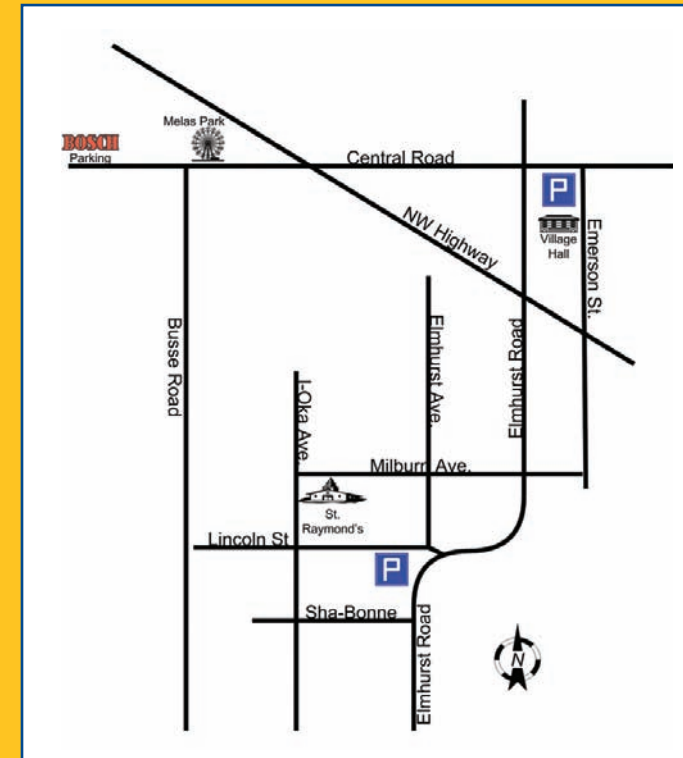 Melas Park
BOSCH
Parking
Central Road
P
Village
Hall
NW Highway
Emerson St.
Busse Road
Elmhurst Ave.
Elmhurst Road
I-Oka Ave.
Milburn Ave.
St.
Raymond's
Lincoln St
P
Sha-Bonne
Elmhurst Road
N